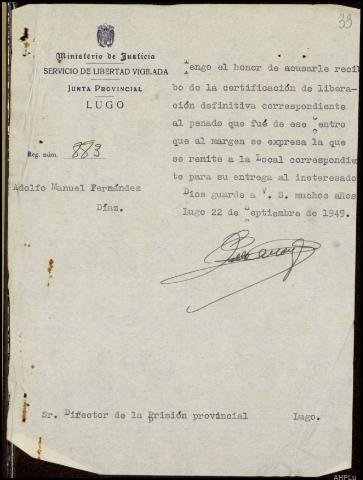 33
Ministerio de Justicia
SERVICIO DE LIBERTAD VIGILADA
JUNTA PROVINCIAL
LUGO
Reg. núm. 883
Adolfo Manuel Fernández
Díaz.
Tengo el honor de acusarle reci
bo de la certificación de libera-
ción definitiva correspondiente
al penado que fué de ese Centro
que al margen se expresa la que
se remite a la Local correspondie
te para su entrega al ineteresado
Dios guarde a V. S. muchos años
Lugo 22 de Septiembre de 1949.
Sr. Director de la Prisión provincial Lugo.
AHPLu